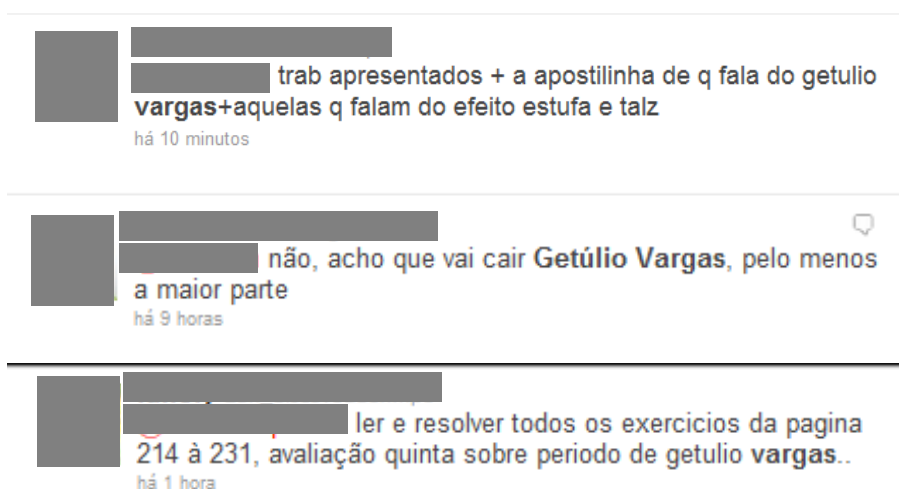 trab apresentados + a apostilinha de q fala do getulio
vargas+aquelas q falam do efeito estufa e talz
há 10 minutos
não, acho que vai cair Getúlio Vargas, pelo menos
a maior parte
há 9 horas
ler e resolver todos os exercicios da pagina
214 à 231, avaliação quinta sobre periodo de getulio vargas..
há 1 hora